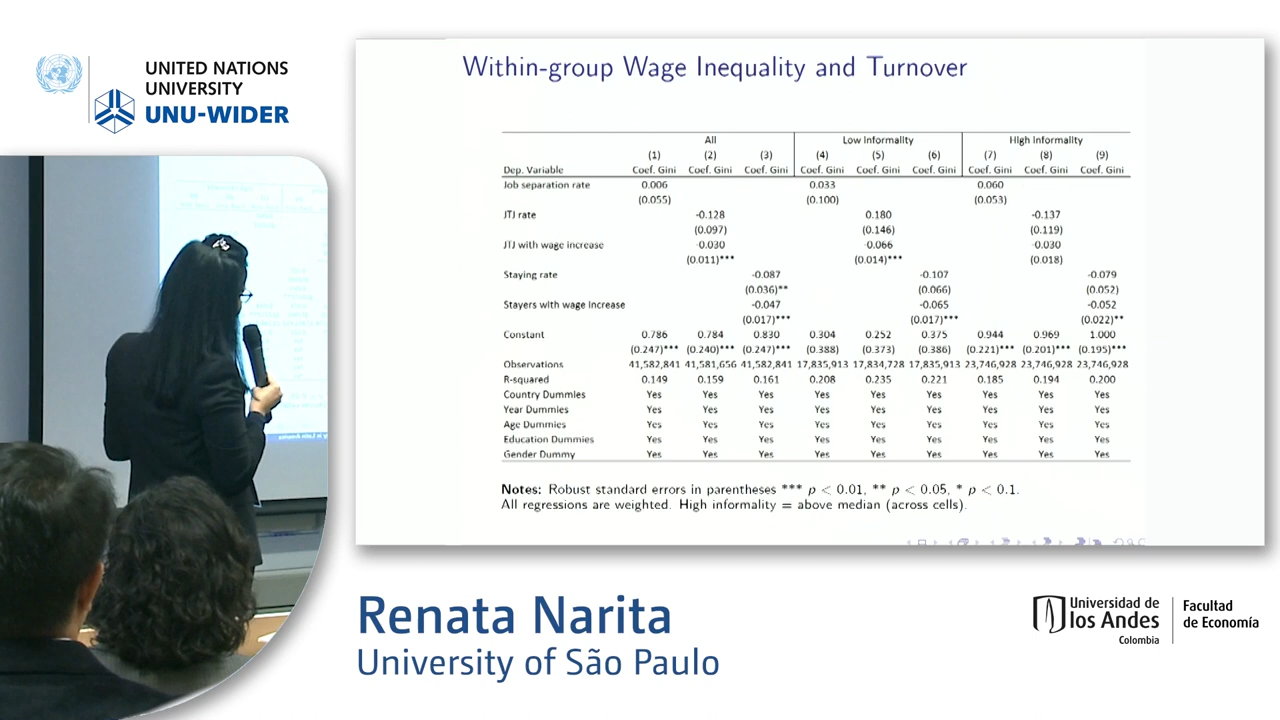 UNITED NATIONS
UNIVERSITY
UNU-WIDER
Within-group Wage Inequality and Turnover
All Low Informality High Informality
(1) (2) (3) (4) (5) (6) (7) (8) (9)
Dep. Variable Coef. Gini Coef. Gini Coef. Gini Coef. Gini Coef. Gini Coef. Gini Coef. Gini Coef. Gini Coef. Gini
Job separation rate 0.006 0.033 0.060
(0.055) (0.100) (0.053)
JTJ rate -0.128 0.180 -0.137
(0.097) (0.146) (0.119)
JTJ with wage increase -0.030 -0.066 -0.030
(0.011)*** (0.014)*** (0.018)
Staying rate -0.087 -0.107 -0.079
(0.036)** (0.066) (0.052)
Stayers with wage increase -0.047 -0.065 -0.052
(0.017)*** (0.017)*** (0.022)**
Constant 0.786 0.784 0.830 0.304 0.252 0.375 0.944 0.969 1.000
(0.247)*** (0.240)*** (0.247)*** (0.388) (0.373) (0.386) (0.221)*** (0.201)*** (0.195)***
Observations 41,582,841 41,581,656 41,582,841 17,835,913 17,834,728 17,835,913 23,746,928 23,746,928 23,746,928
R-squared 0.149 0.159 0.161 0.208 0.235 0.221 0.185 0.194 0.200
Country Dummies Yes Yes Yes Yes Yes Yes Yes Yes Yes
Year Dummies Yes Yes Yes Yes Yes Yes Yes Yes Yes
Age Dummies Yes Yes Yes Yes Yes Yes Yes Yes Yes
Education Dummies Yes Yes Yes Yes Yes Yes Yes Yes Yes
Gender Dummy Yes Yes Yes Yes Yes Yes Yes Yes Yes
Notes: Robust standard errors in parentheses *** p < 0.01, ** p < 0.05, * p < 0.1.
All regressions are weighted. High informality = above median (across cells).
Renata Narita
University of São Paulo
Universidad de
los Andes
Colombia
Facultad
de Economía